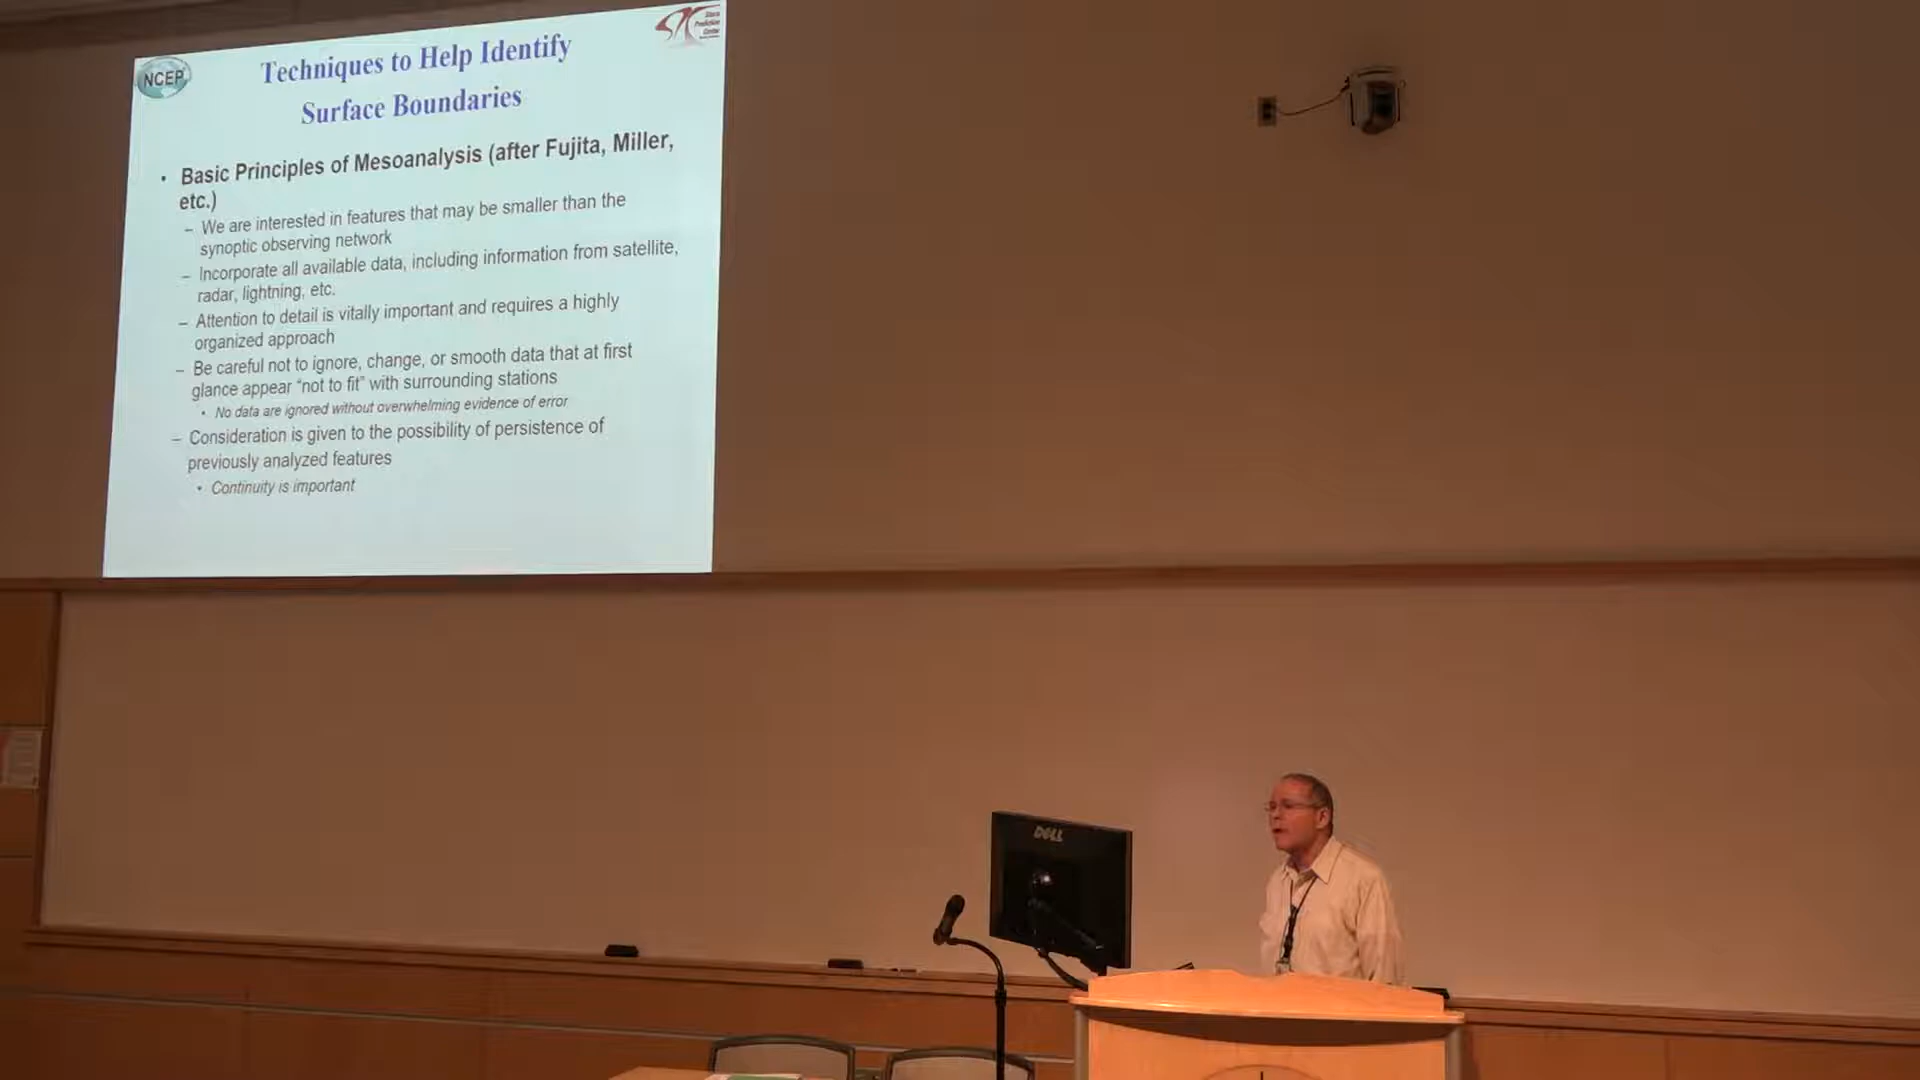 NCEP
Storm
Prediction
Center
Techniques to Help Identify
Surface Boundaries
• Basic Principles of Mesoanalysis (after Fujita, Miller,
etc.)
– We are interested in features that may be smaller than the
synoptic observing network
– Incorporate all available data, including information from satellite,
radar, lightning, etc.
– Attention to detail is vitally important and requires a highly
organized approach
– Be careful not to ignore, change, or smooth data that at first
glance appear “not to fit” with surrounding stations
• No data are ignored without overwhelming evidence of error
– Consideration is given to the possibility of persistence of
previously analyzed features
• Continuity is important
DELL